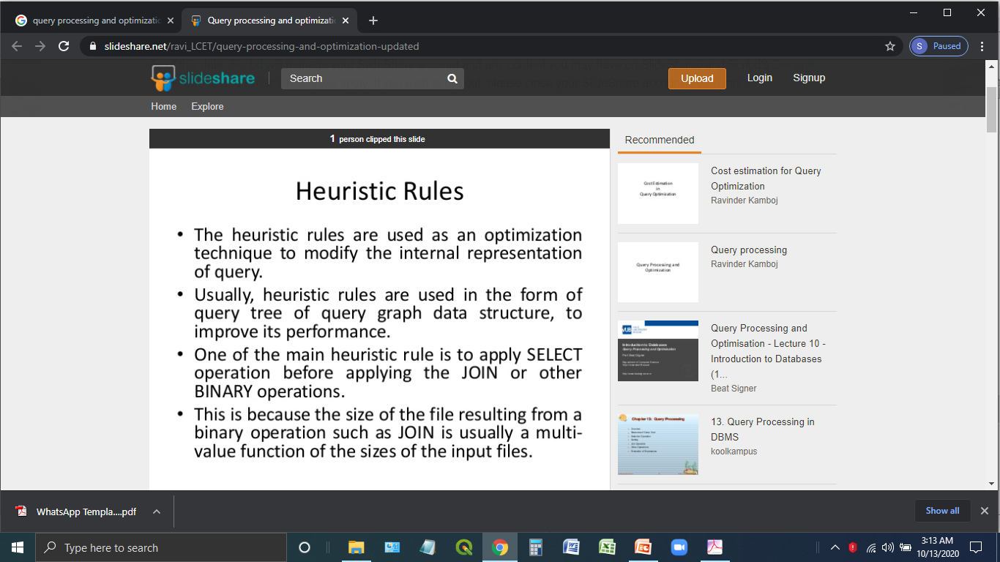 query processing and optimizatio
Query processing and optimizati
slideshare.net/ravi_LCET/query-processing-and-optimization-updated
S Paused
slideshare
Search
Upload
Login
Signup
Home
Explore
1 person clipped this slide
Heuristic Rules
• The heuristic rules are used as an optimization
technique to modify the internal representation
of query.
• Usually, heuristic rules are used in the form of
query tree of query graph data structure, to
improve its performance.
• One of the main heuristic rule is to apply SELECT
operation before applying the JOIN or other
BINARY operations.
• This is because the size of the file resulting from a
binary operation such as JOIN is usually a multi-
value function of the sizes of the input files.
Recommended
Cost Estimation
in
Query Optimization
Cost estimation for Query
Optimization
Ravinder Kamboj
Query Processing and
Optimization
Query processing
Ravinder Kamboj
Introduction to Databases
Query Processing and Optimisation
Prof. Beat Signer
Query Processing and
Optimisation - Lecture 10 -
Introduction to Databases
(1...
Beat Signer
Chapter 13: Query Processing
13. Query Processing in
DBMS
koolkampus
WhatsApp Templa....pdf
Show all
Type here to search
3:13 AM
10/13/2020